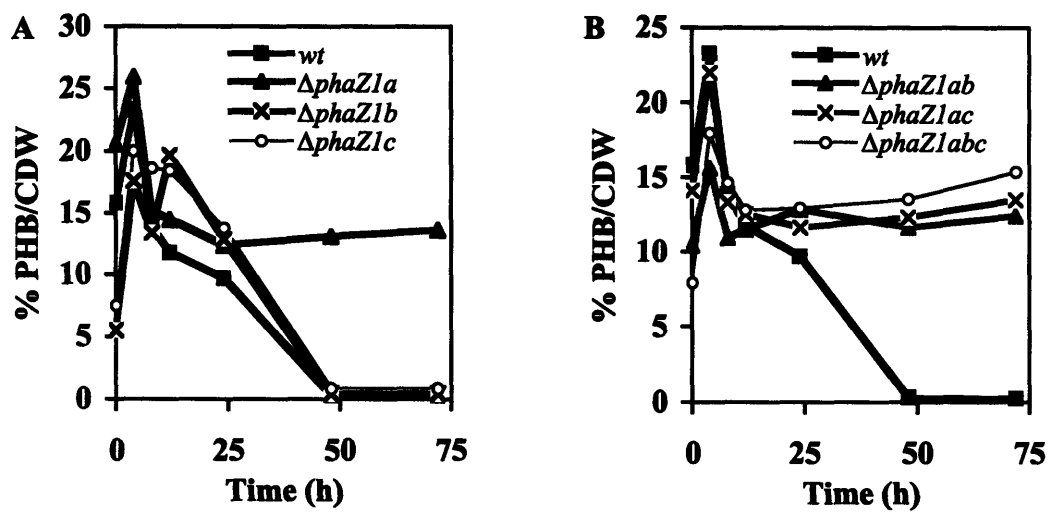 A
30
25
20
15
10
5
0
% PHB/CDW
wt
ΔphaZ1a
ΔphaZ1b
ΔphaZ1c
0 25 50 75
Time (h)
B
25
20
15
10
5
0
% PHB/CDW
wt
ΔphaZ1ab
ΔphaZ1ac
ΔphaZ1abc
0 25 50 75
Time (h)